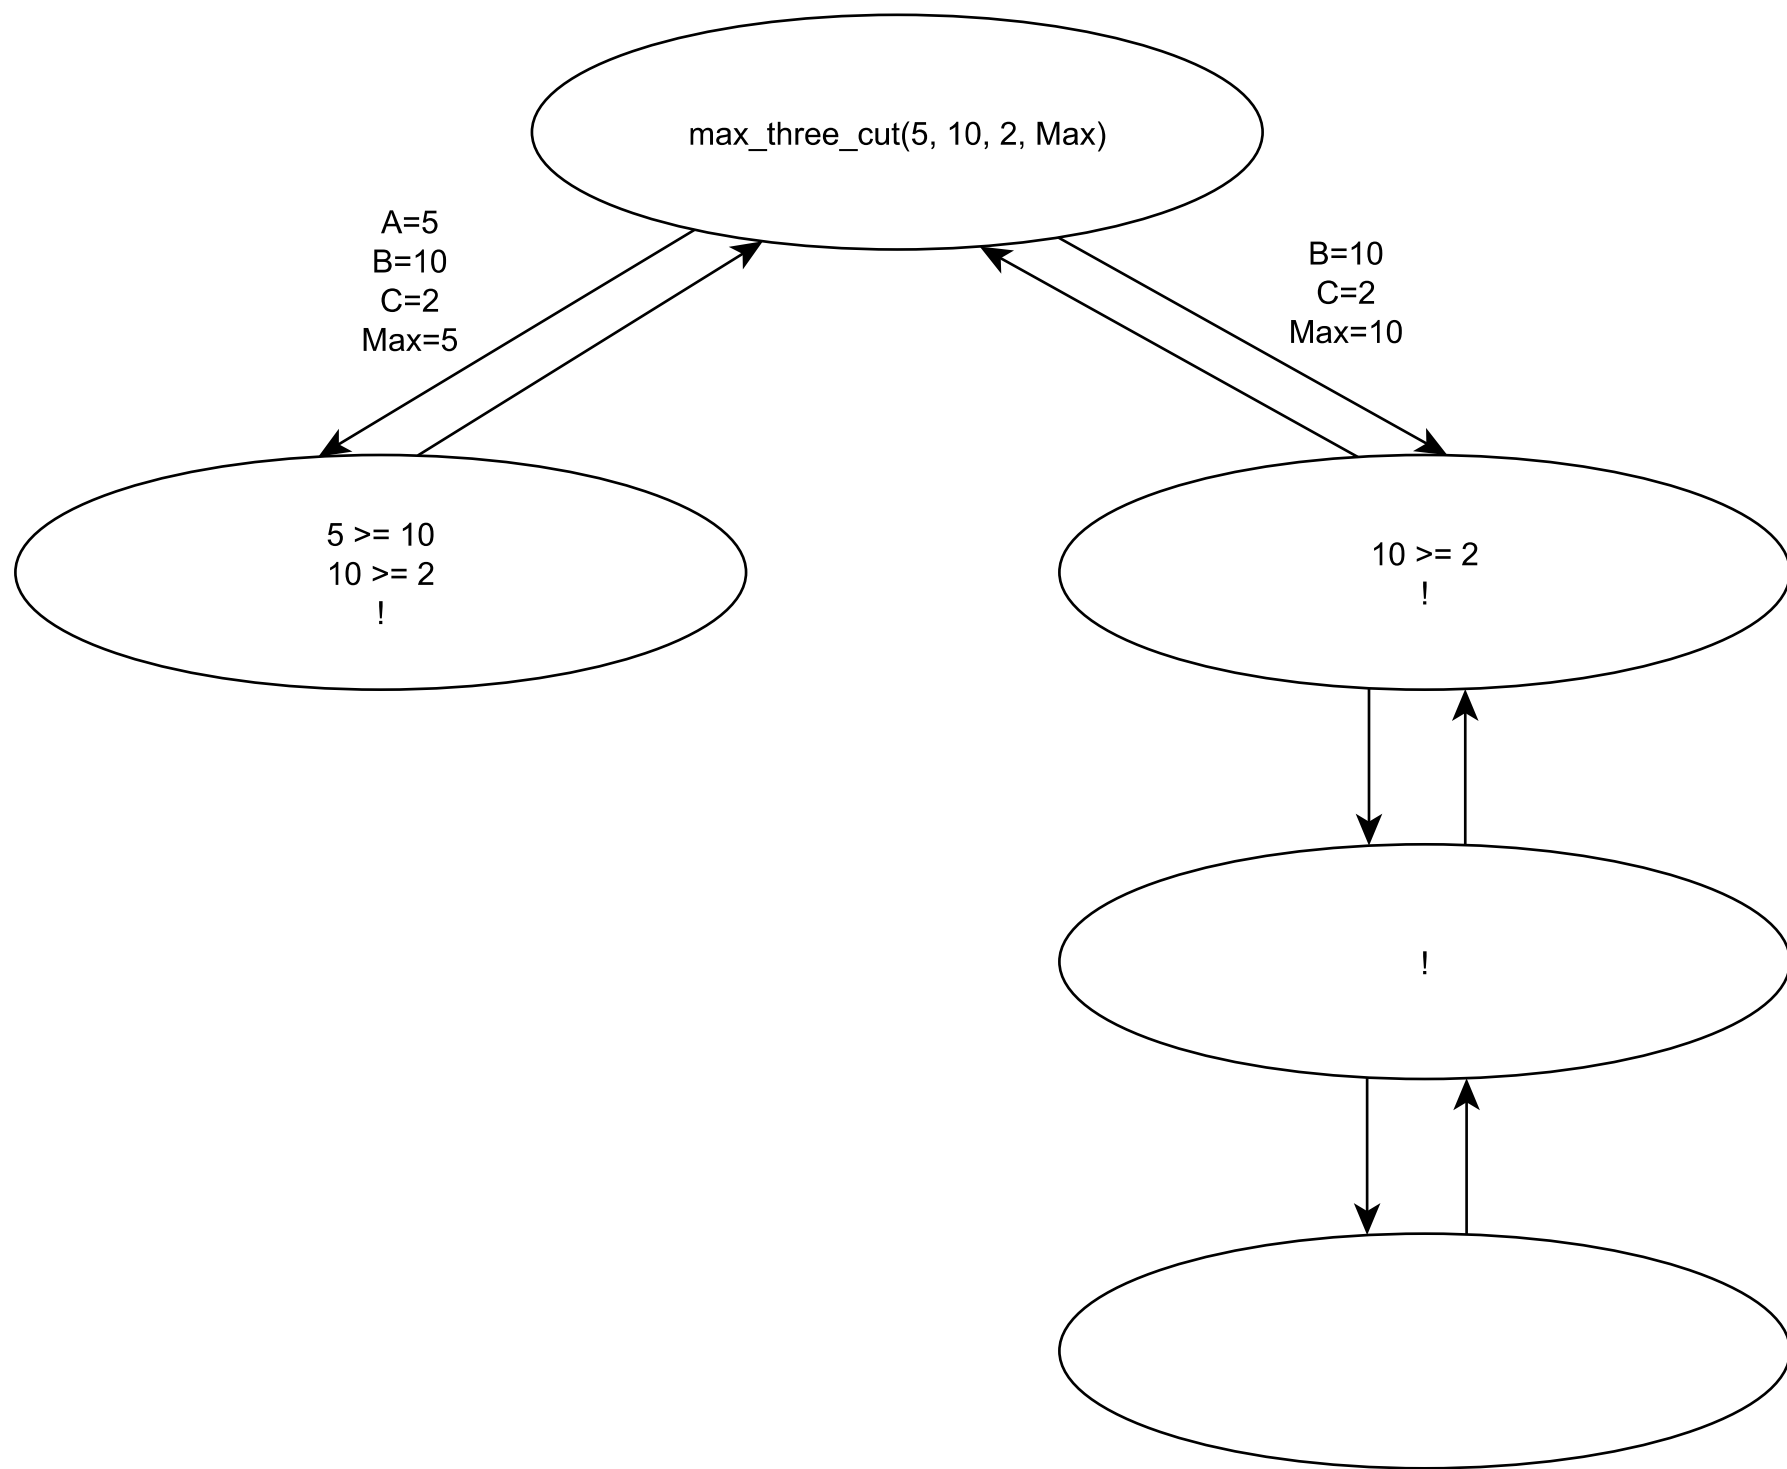 max_three_cut(5, 10, 2, Max)
A=5
B=10
C=2
Max=5
B=10
C=2
Max=10
5 >= 10
10 >= 2
!
10 >= 2
!
!